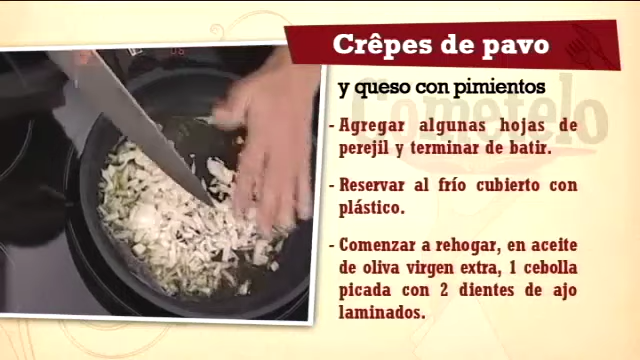 Crêpes de pavo
y queso con pimientos
Cometelo
- Agregar algunas hojas de
perejil y terminar de batir.
- Reservar al frío cubierto con
plástico.
- Comenzar a rehogar, en aceite
de oliva virgen extra, 1 cebolla
picada con 2 dientes de ajo
laminados.